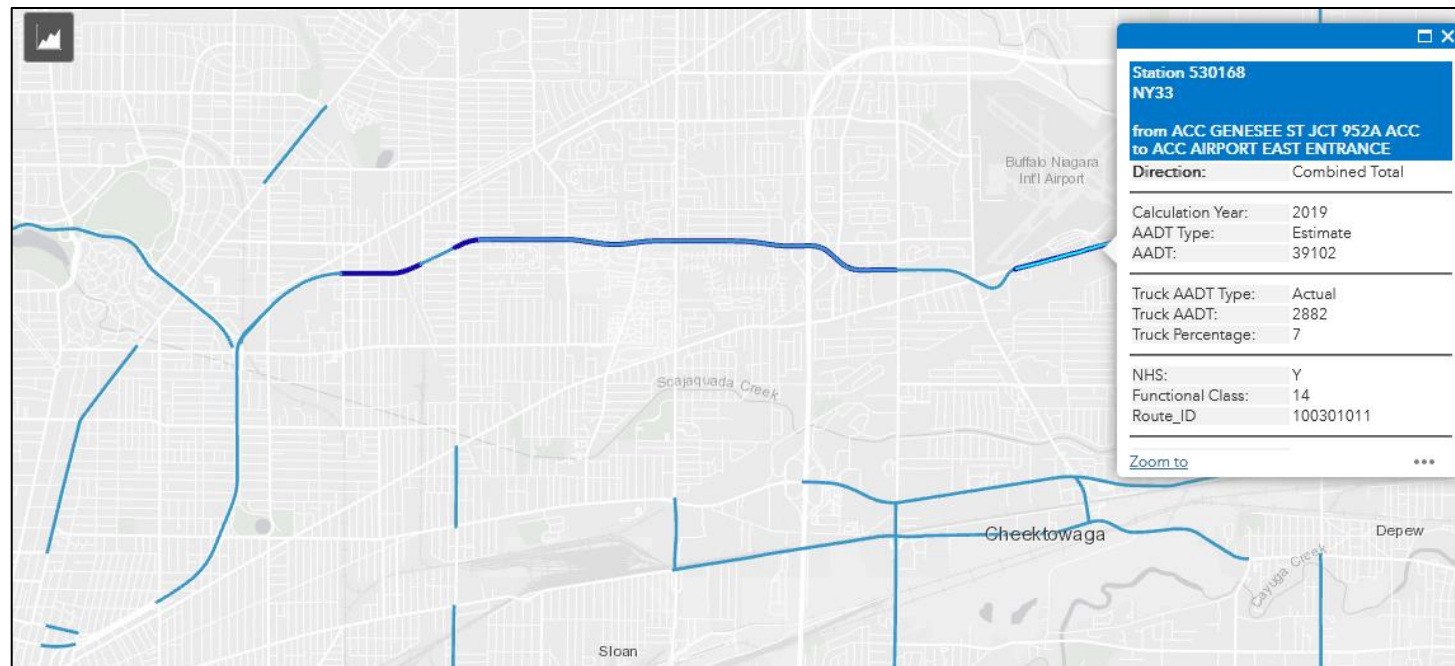 Station 530168
NY33
from ACC GENESEE ST JCT 952A ACC
to ACC AIRPORT EAST ENTRANCE
Direction: Combined Total
Calculation Year: 2019
AADT Type: Estimate
AADT: 39102
Truck AADT Type: Actual
Truck AADT: 2882
Truck Percentage: 7
NHS: Y
Functional Class: 14
Route_ID 100301011
Zoom to
Buffalo Niagara
Int'l Airport
Scajaquada Creek
Cheektowaga
Depew
Cayuga Creek
Sloan